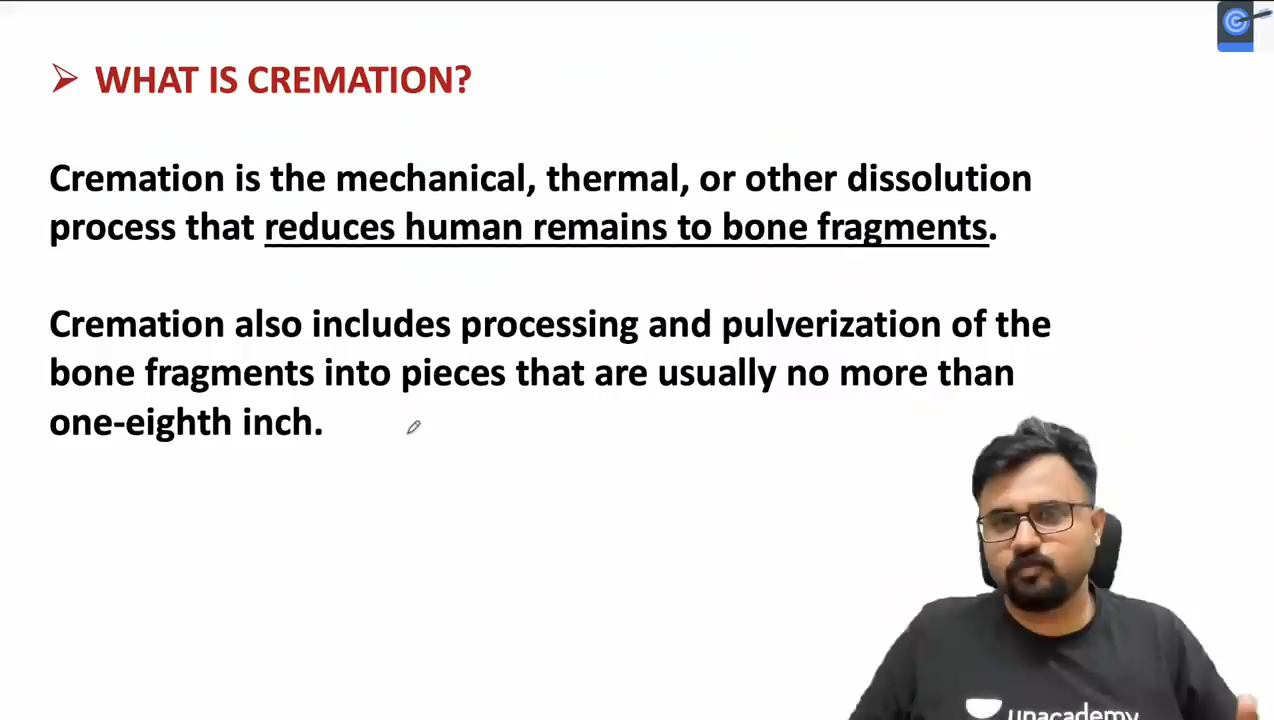 WHAT IS CREMATION?
Cremation is the mechanical, thermal, or other dissolution
process that reduces human remains to bone fragments.
Cremation also includes processing and pulverization of the
bone fragments into pieces that are usually no more than
one-eighth inch.
unacademy